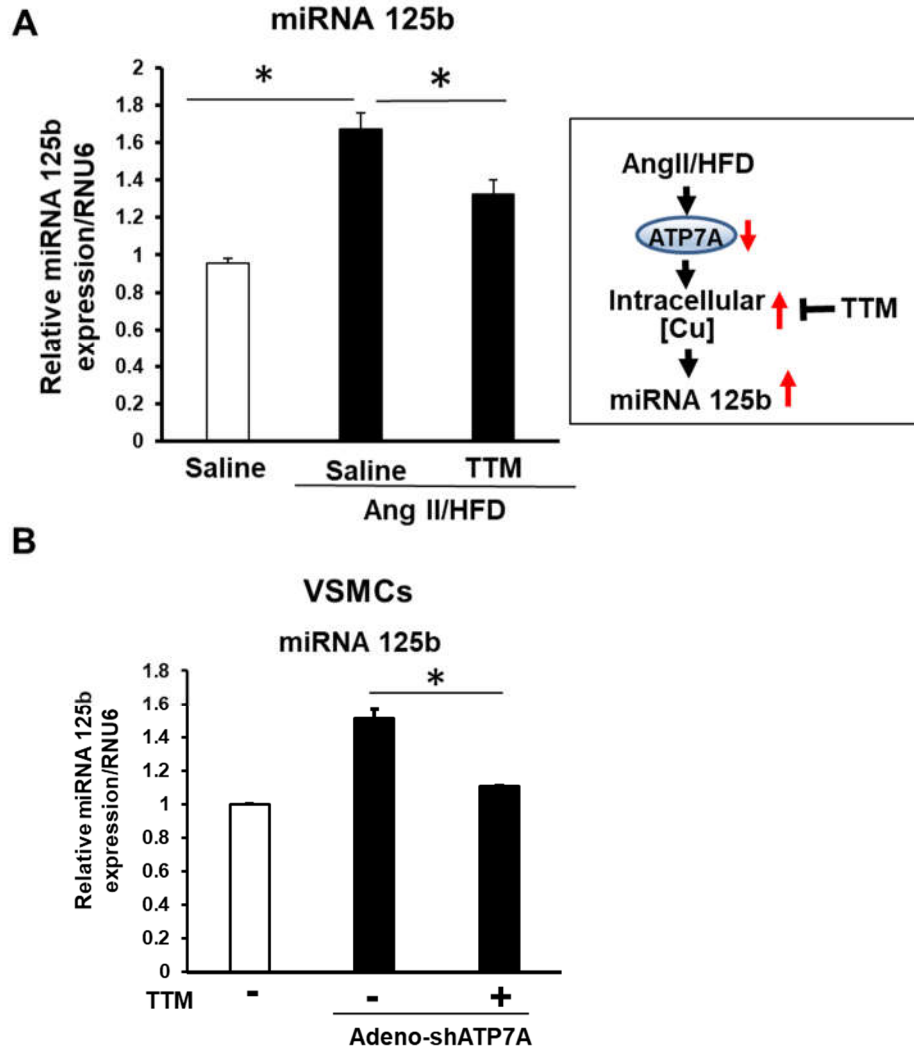 A
miRNA 125b
Relative miRNA 125b
expression/RNU6
2
1.8
1.6
1.4
1.2
1
0.8
0.6
0.4
0.2
0
*
*
Saline
Saline
TTM
Ang II/HFD
AngII/HFD
ATP7A
Intracellular
[Cu]
TTM
miRNA 125b
B
VSMCs
miRNA 125b
Relative miRNA 125b
expression/RNU6
1.8
1.6
1.4
1.2
1
0.8
0.6
0.4
0.2
0
*
TTM - - +
Adeno-shATP7A